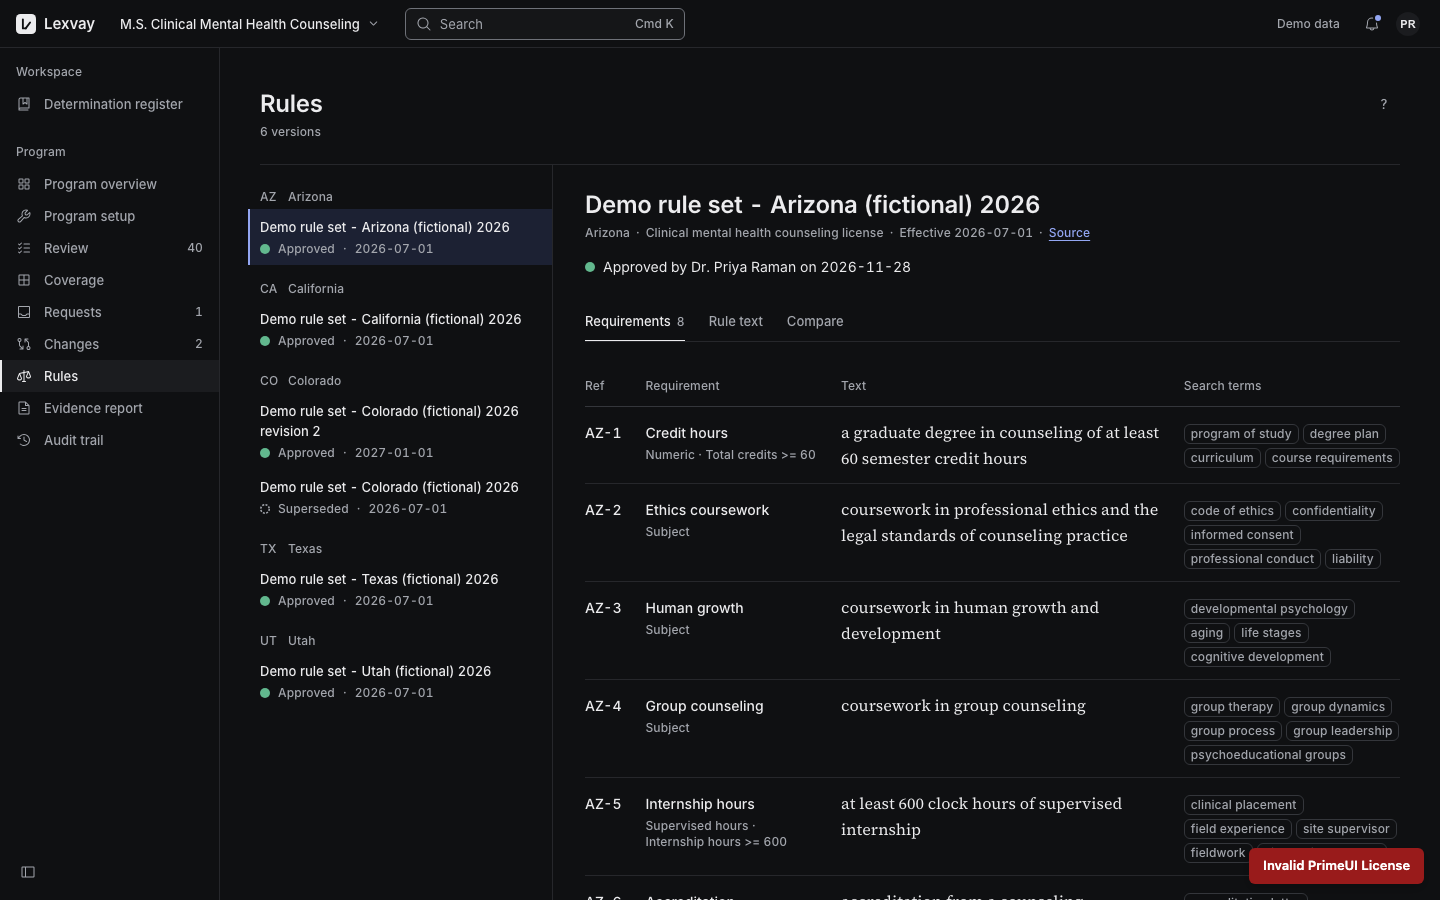 Lexvay
M.S. Clinical Mental Health Counseling
Search
Cmd K
Demo data
PR
Workspace
Determination register
Program
Program overview
Program setup
Review 40
Coverage
Requests 1
Changes 2
Rules
Evidence report
Audit trail
Rules
6 versions
?
AZ Arizona
Demo rule set - Arizona (fictional) 2026
Approved · 2026-07-01
CA California
Demo rule set - California (fictional) 2026
Approved · 2026-07-01
CO Colorado
Demo rule set - Colorado (fictional) 2026
revision 2
Approved · 2027-01-01
Demo rule set - Colorado (fictional) 2026
Superseded · 2026-07-01
TX Texas
Demo rule set - Texas (fictional) 2026
Approved · 2026-07-01
UT Utah
Demo rule set - Utah (fictional) 2026
Approved · 2026-07-01
Demo rule set - Arizona (fictional) 2026
Arizona · Clinical mental health counseling license · Effective 2026-07-01 · Source
Approved by Dr. Priya Raman on 2026-11-28
Requirements 8 Rule text Compare
Ref Requirement Text Search terms
AZ-1
Credit hours
Numeric · Total credits >= 60
a graduate degree in counseling of at least
60 semester credit hours
program of study degree plan
curriculum course requirements
AZ-2
Ethics coursework
Subject
coursework in professional ethics and the
legal standards of counseling practice
code of ethics confidentiality
informed consent
professional conduct liability
AZ-3
Human growth
Subject
coursework in human growth and
development
developmental psychology
aging life stages
cognitive development
AZ-4
Group counseling
Subject
coursework in group counseling
group therapy group dynamics
group process group leadership
psychoeducational groups
AZ-5
Internship hours
Supervised hours ·
Internship hours >= 600
at least 600 clock hours of supervised
internship
clinical placement
field experience site supervisor
fieldwork
Invalid PrimeUI License